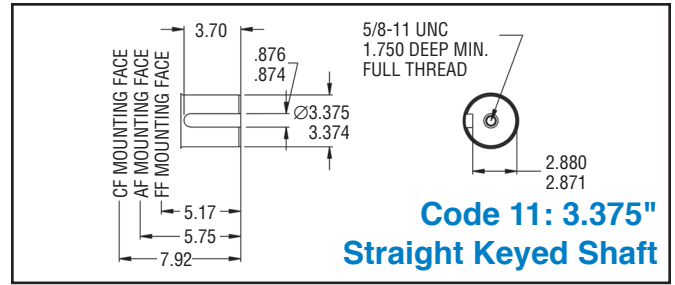 3.70
.876
.874
Ø3.375
3.374
CF MOUNTING FACE
AF MOUNTING FACE
FF MOUNTING FACE
5.17
5.75
7.92
5/8-11 UNC
1.750 DEEP MIN.
FULL THREAD
2.880
2.871
Code 11: 3.375"
Straight Keyed Shaft